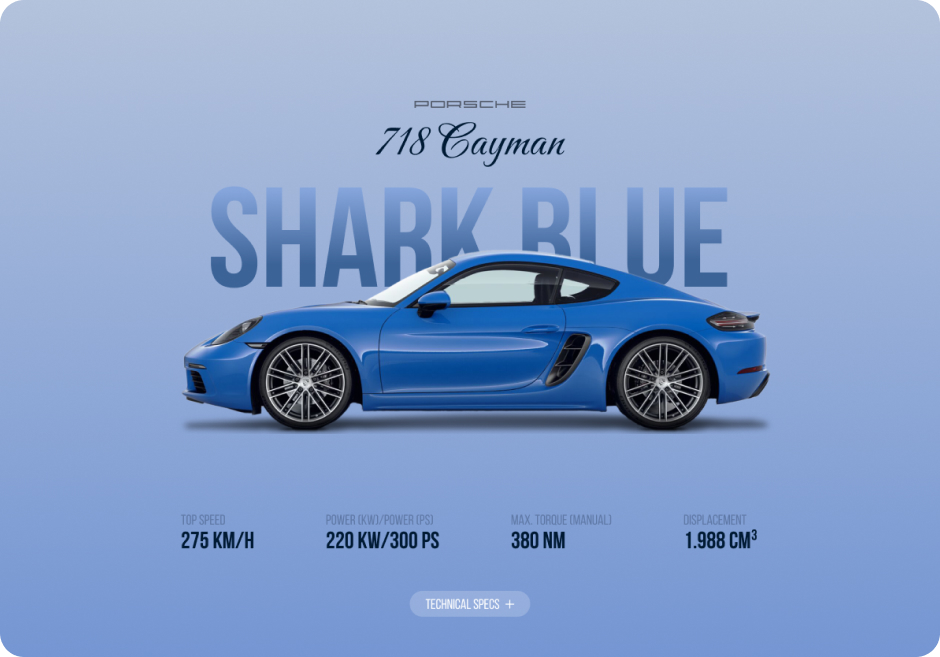 PORSCHE
718 Cayman
SHARK BLUE
TOP SPEED
275 KM/H
POWER (KW)/POWER (PS)
220 KW/300 PS
MAX. TORQUE (MANUAL)
380 NM
DISPLACEMENT
1.988 CM³
TECHNICAL SPECS +